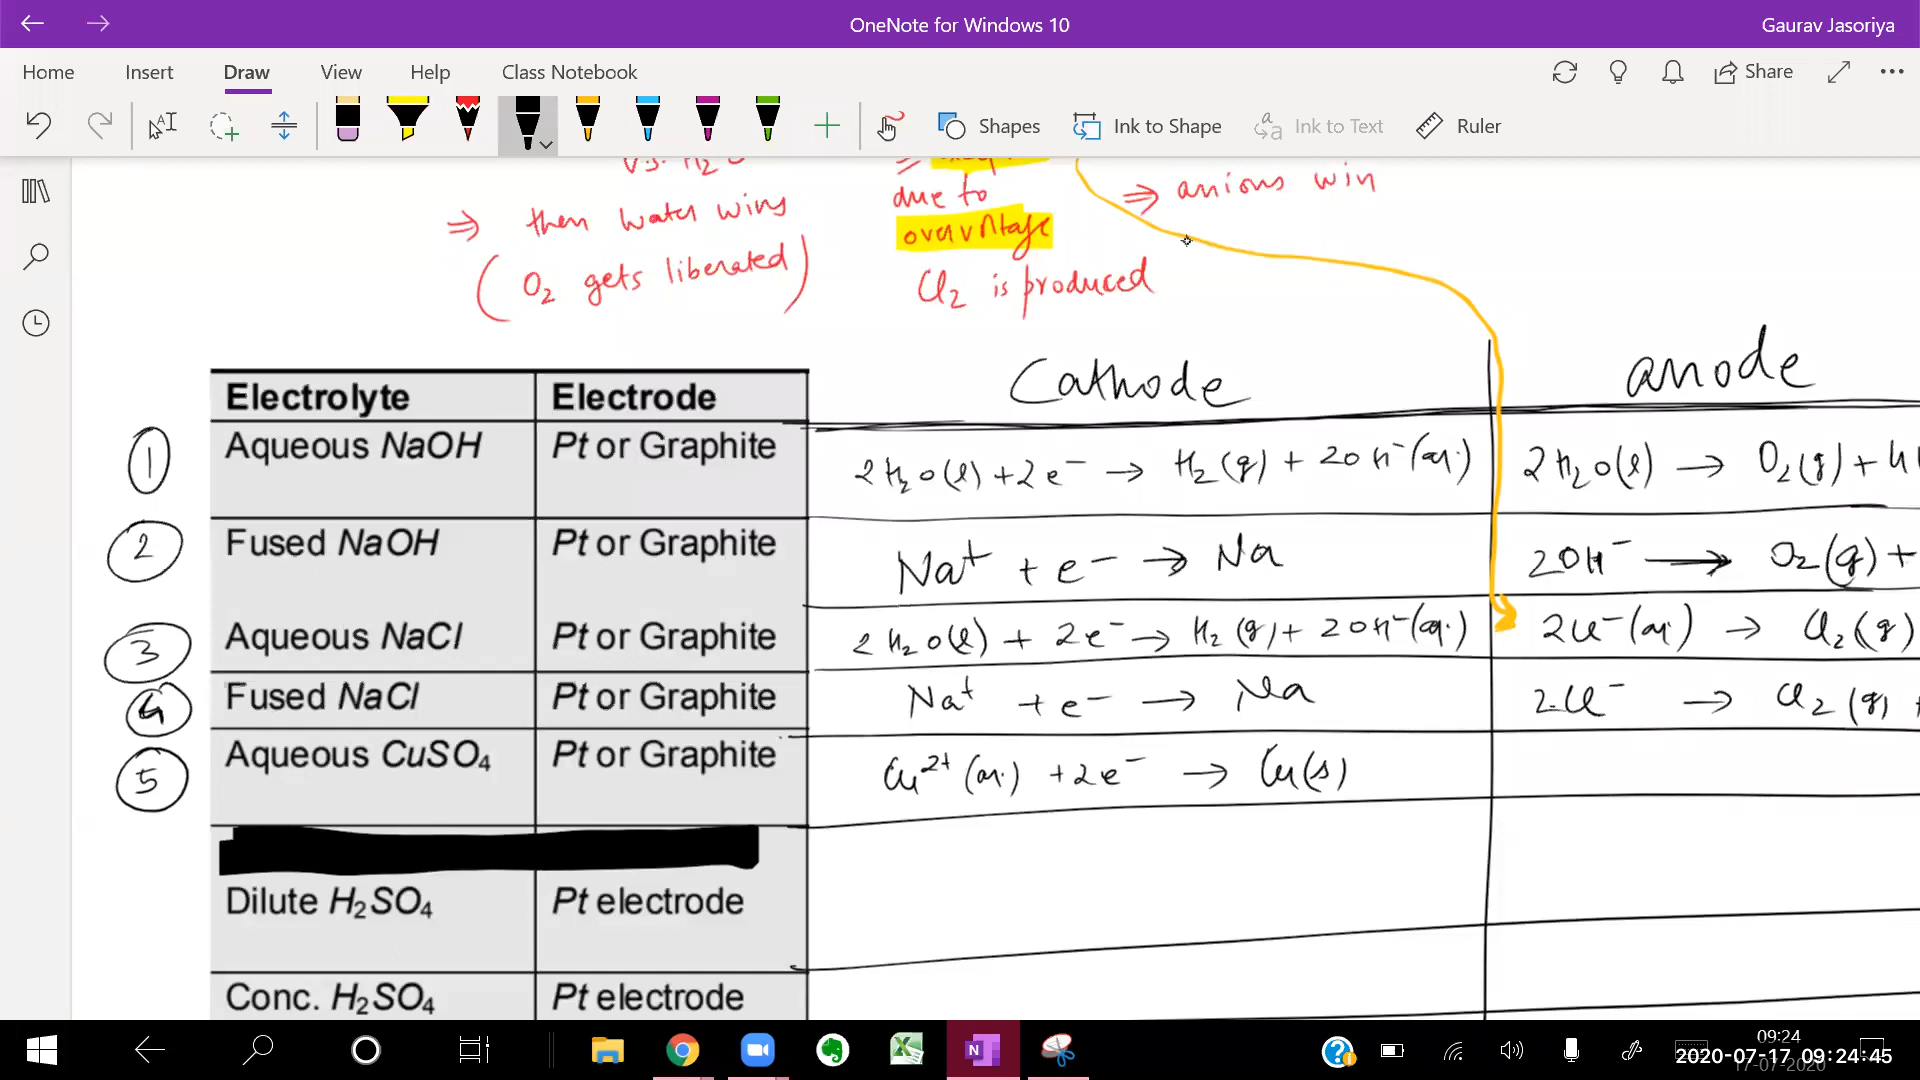 OneNote for Windows 10
Gaurav Jasoriya
Home Insert Draw View Help Class Notebook
Share
Shapes Ink to Shape Ink to Text Ruler
v.s. H2O
⇒ then water wins
(O2 gets liberated)
due to
overvoltage
Cl2 is produced
⇒ anions win
Cathode anode
Electrolyte Electrode
① Aqueous NaOH Pt or Graphite 2H2O(l) + 2e⁻ → H2(g) + 2OH⁻(aq.) 2H2O(l) → O2(g) + 4H
② Fused NaOH Pt or Graphite Na⁺ + e⁻ → Na 2OH⁻ → O2(g) +
③ Aqueous NaCl Pt or Graphite 2H2O(l) + 2e⁻ → H2(g) + 2OH⁻(aq.) 2Cl⁻(aq.) → Cl2(g)
④ Fused NaCl Pt or Graphite Na⁺ + e⁻ → Na 2Cl⁻ → Cl2(g) +
⑤ Aqueous CuSO₄ Pt or Graphite Cu²⁺(aq.) + 2e⁻ → Cu(s)
Dilute H₂SO₄ Pt electrode
Conc. H₂SO₄ Pt electrode
09:24
2020-07-17 09:24:45
17-07-2020